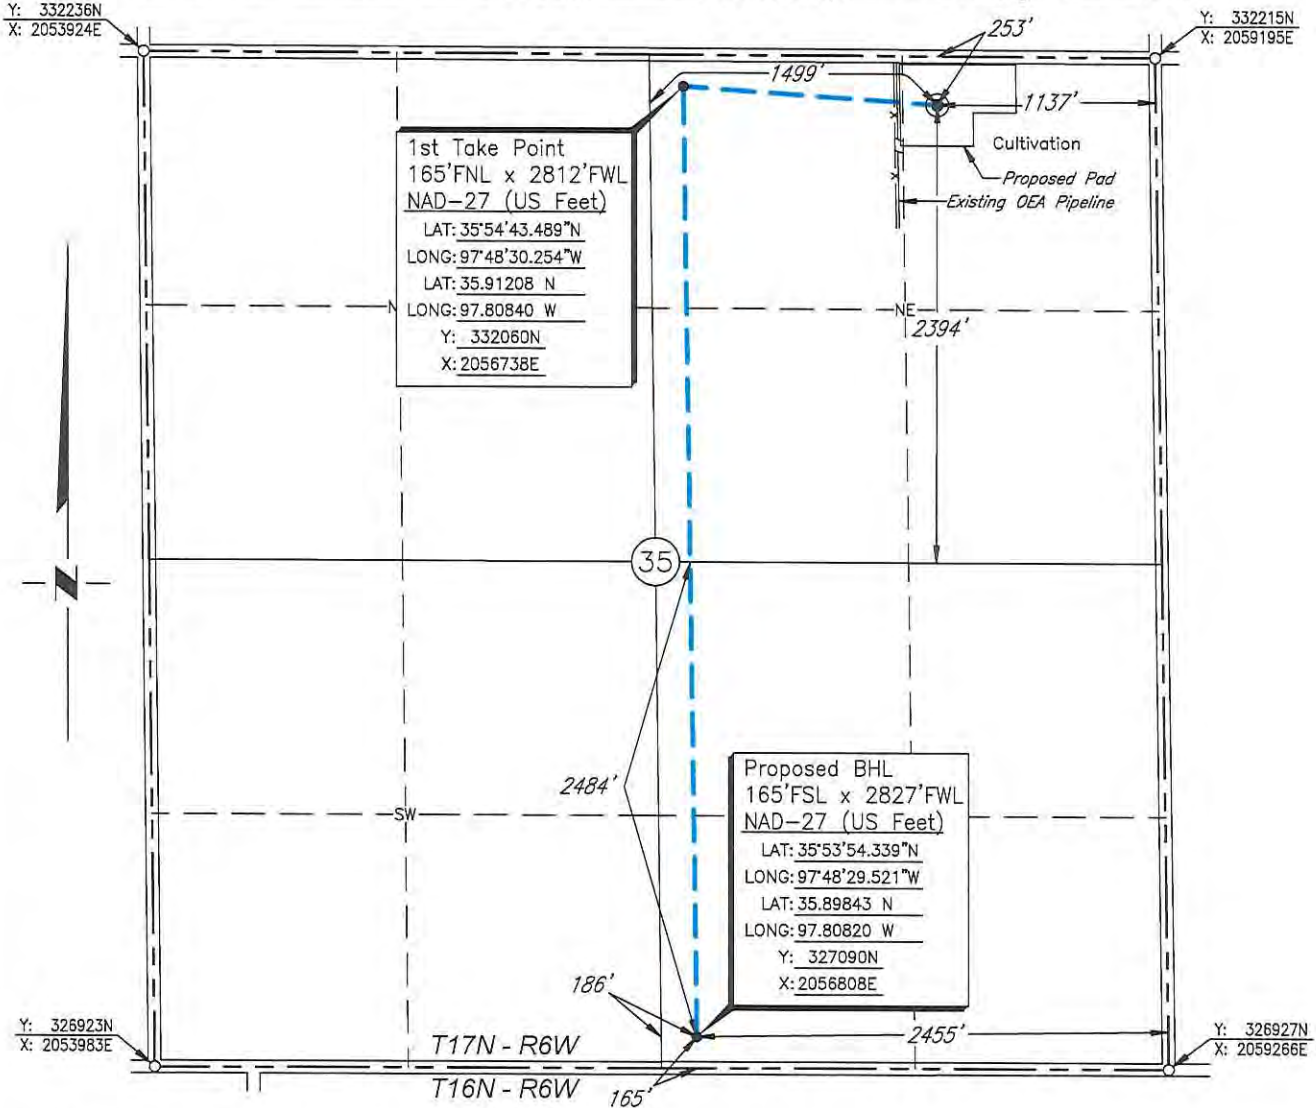 Y: 332236N
X: 2053924E
Y: 332215N
X: 2059195E
253'
1499'
1137'
1st Take Point
165'FNL x 2812'FWL
NAD-27 (US Feet)
LAT: 35°54'43.489"N
LONG: 97°48'30.254"W
LAT: 35.91208 N
LONG: 97.80840 W
Y: 332060N
X: 2056738E
Cultivation
Proposed Pad
Existing OEA Pipeline
x
x
N
NE
2394'
35
N
2484'
SW
Proposed BHL
165'FSL x 2827'FWL
NAD-27 (US Feet)
LAT: 35°53'54.339"N
LONG: 97°48'29.521"W
LAT: 35.89843 N
LONG: 97.80820 W
Y: 327090N
X: 2056808E
186'
2455'
Y: 326923N
X: 2053983E
Y: 326927N
X: 2059266E
T17N - R6W
T16N - R6W
165'